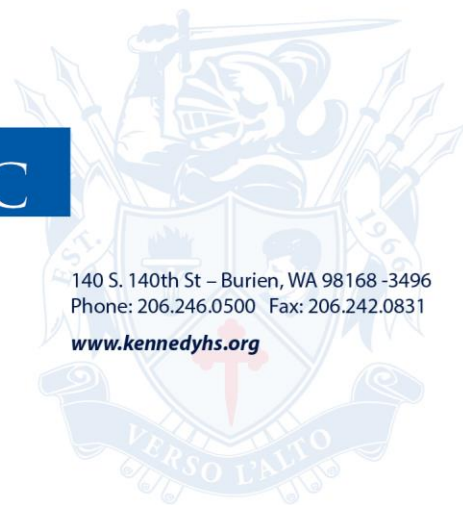 C
EST.
1966
140 S. 140th St – Burien, WA 98168 -3496
Phone: 206.246.0500 Fax: 206.242.0831
www.kennedyhs.org
VERSO L'ALTO